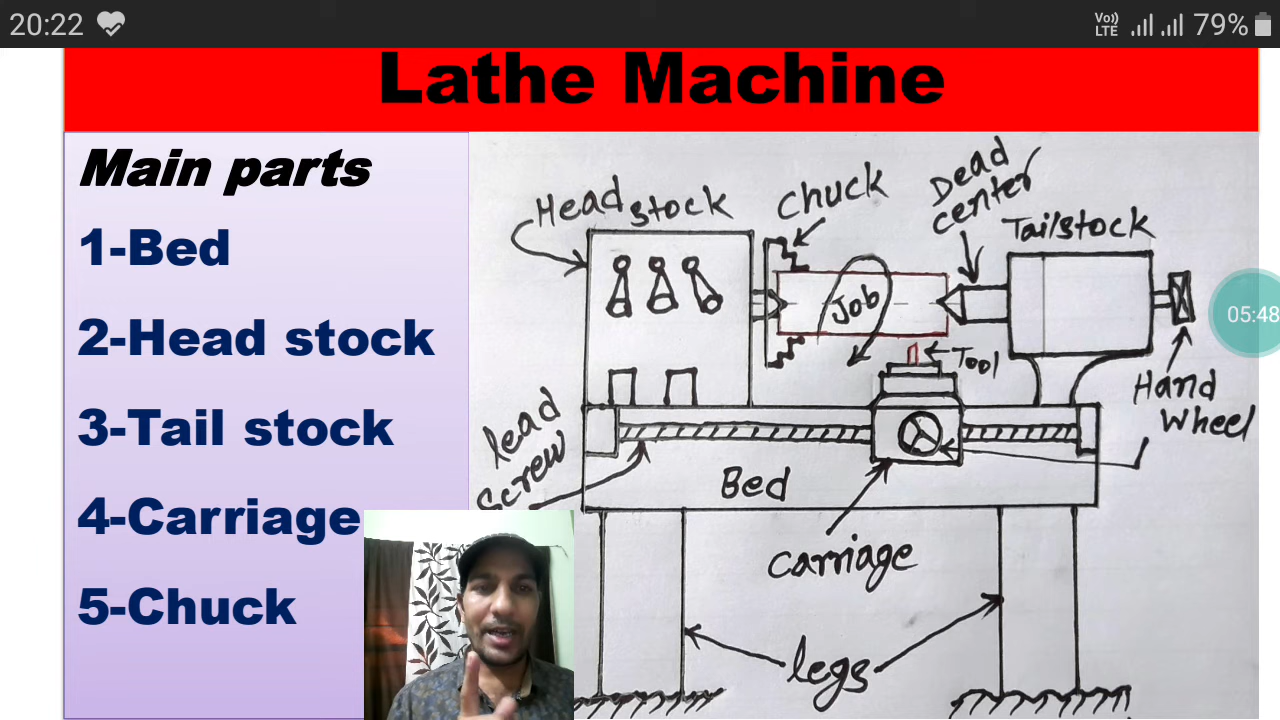 20:22
Vo))
LTE
79%
Lathe Machine
Main parts
1-Bed
2-Head stock
3-Tail stock
4-Carriage
5-Chuck
Head stock
Chuck
Dead
center
Tailstock
Job
Tool
Hand
Wheel
lead
Screw
Bed
Carriage
legs
05:48